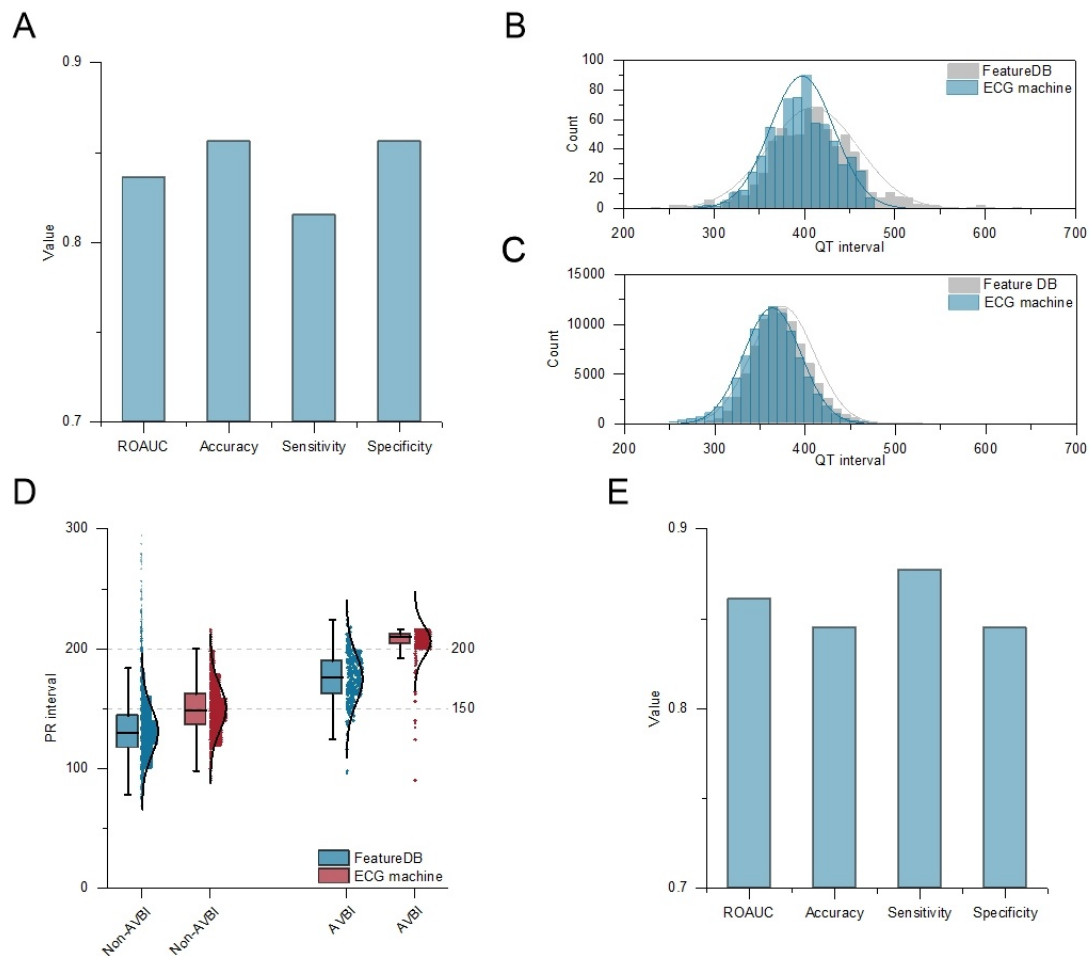 A
0.9
0.8
0.7
Value
ROAUC Accuracy Sensitivity Specificity
B
100
80
60
40
20
0
Count
FeatureDB
ECG machine
200 300 400 500 600 700
QT interval
C
15000
10000
5000
0
Count
Feature DB
ECG machine
200 300 400 500 600 700
QT interval
D
300
200
100
0
PR interval
200
150
FeatureDB
ECG machine
Non-AVBI Non-AVBI AVBI AVBI
E
0.9
0.8
0.7
Value
ROAUC Accuracy Sensitivity Specificity